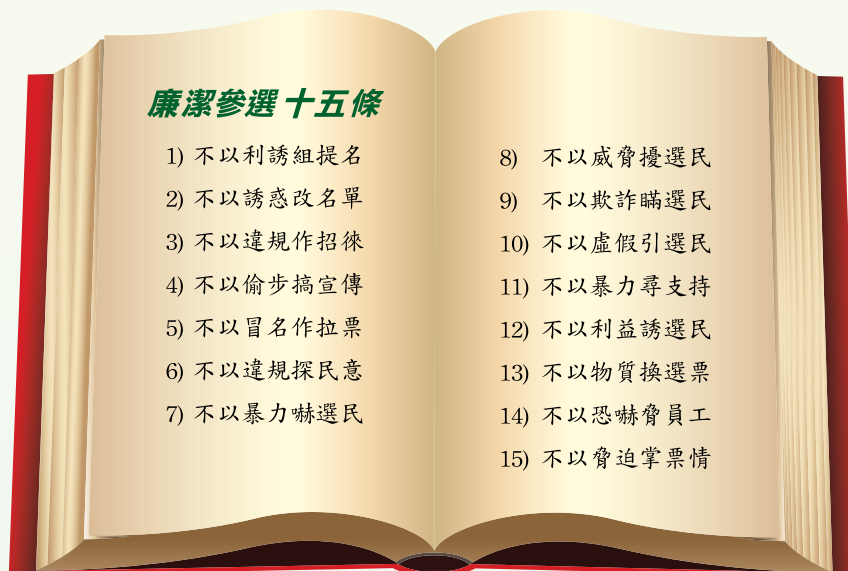 廉潔參選十五條
1) 不以利誘組提名
2) 不以誘惑改名單
3) 不以違規作招徠
4) 不以偷步搞宣傳
5) 不以冒名作拉票
6) 不以違規探民意
7) 不以暴力嚇選民
8) 不以威脅擾選民
9) 不以欺詐瞞選民
10) 不以虛假引選民
11) 不以暴力尋支持
12) 不以利益誘選民
13) 不以物質換選票
14) 不以恐嚇脅員工
15) 不以脅迫掌票情